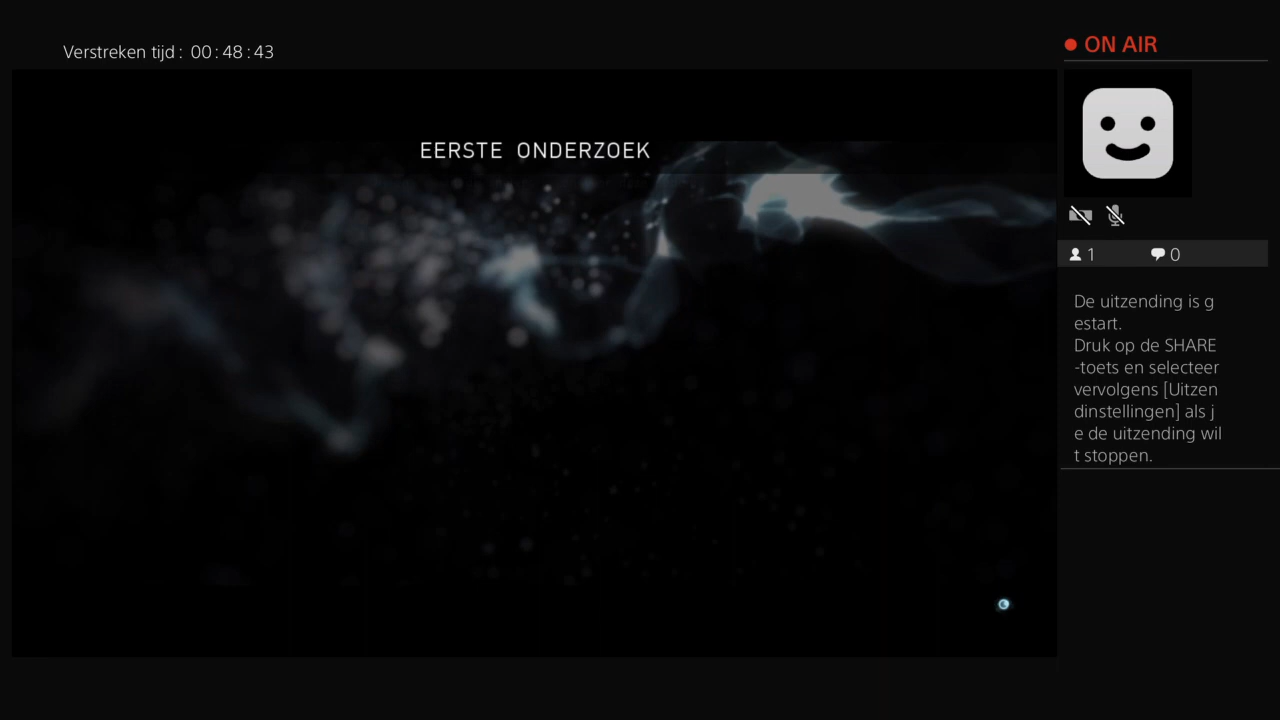 Verstreken tijd : 00 : 48 : 43
ON AIR
EERSTE ONDERZOEK
1
0
De uitzending is g
estart.
Druk op de SHARE
-toets en selecteer
vervolgens [Uitzen
dinstellingen] als j
e de uitzending wil
t stoppen.